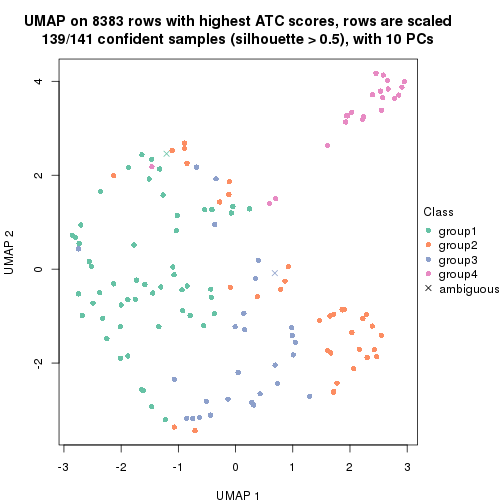 UMAP on 8383 rows with highest ATC scores, rows are scaled
139/141 confident samples (silhouette > 0.5), with 10 PCs
4
2
0
-2
UMAP 2
-3
-2
-1
0
1
2
3
UMAP 1
Class
group1
group2
group3
group4
ambiguous